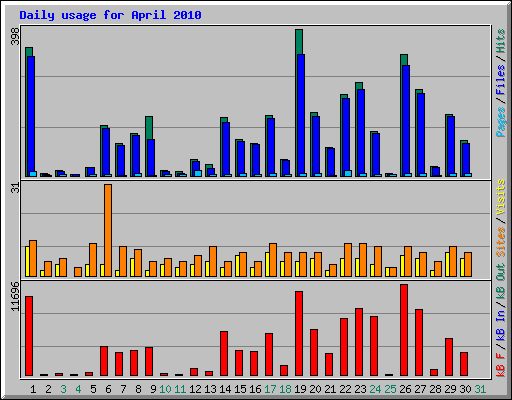 Daily usage for April 2010
398
Pages / Files / Hits
31
Sites / Visits
11696
kB F / kB In / kB Out
1 2 3 4 5 6 7 8 9 10 11 12 13 14 15 16 17 18 19 20 21 22 23 24 25 26 27 28 29 30 31